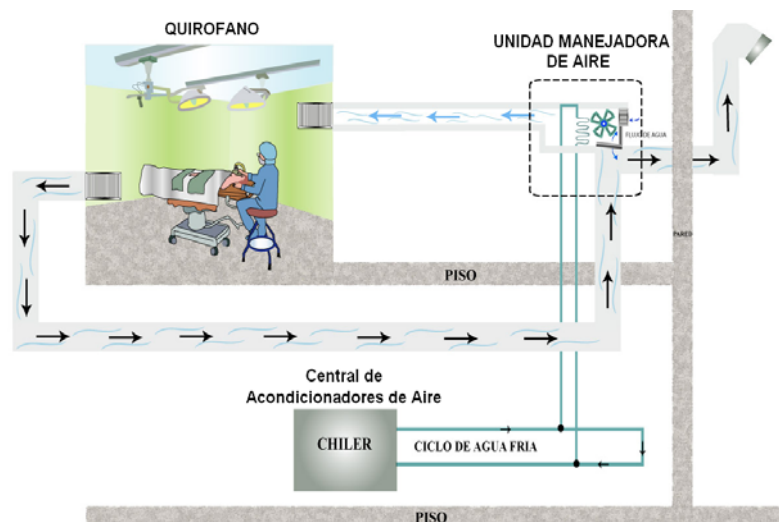 QUIROFANO
UNIDAD MANEJADORA
DE AIRE
FLUJO DE AGUA
PARED
PISO
Central de
Acondicionadores de Aire
CHILER
CICLO DE AGUA FRIA
PISO